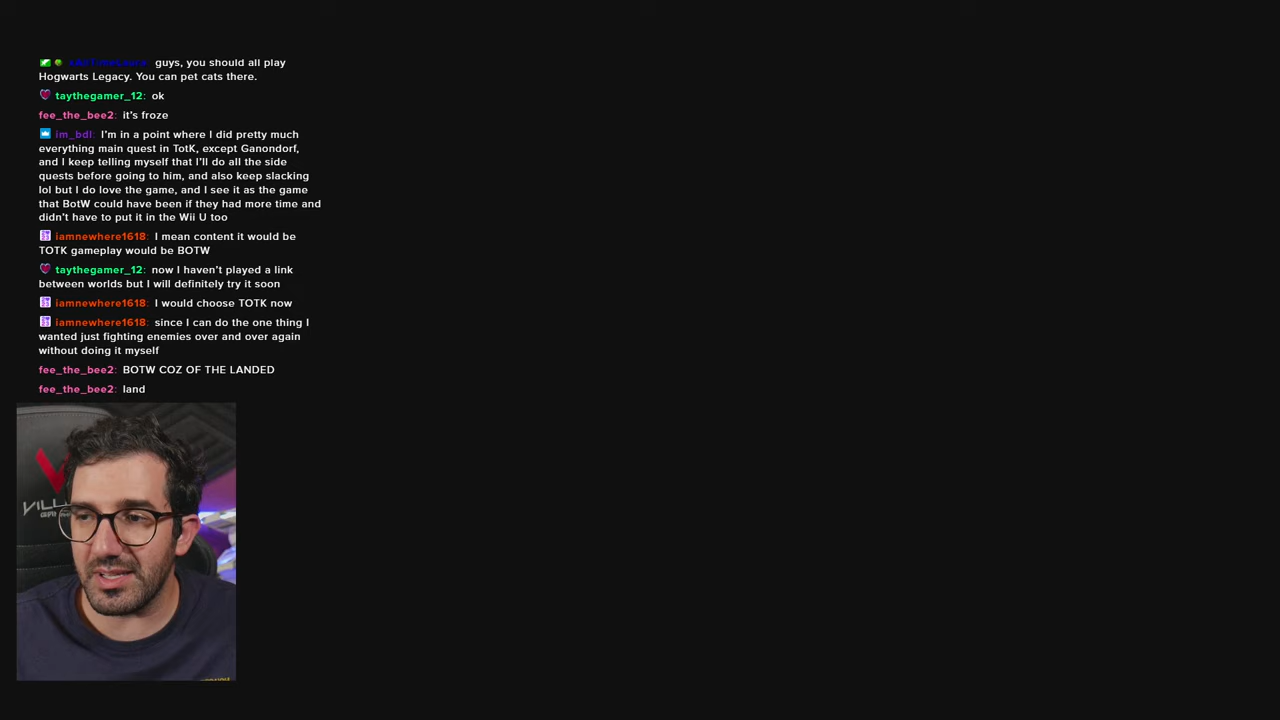 guys, you should all play
Hogwarts Legacy. You can pet cats there.
taythegamer_12: ok
fee_the_bee2: it's froze
im_bdl: I'm in a point where I did pretty much
everything main quest in TotK, except Ganondorf,
and I keep telling myself that I'll do all the side
quests before going to him, and also keep slacking
lol but I do love the game, and I see it as the game
that BotW could have been if they had more time and
didn't have to put it in the Wii U too
iamnewhere1618: I mean content it would be
TOTK gameplay would be BOTW
taythegamer_12: now I haven't played a link
between worlds but I will definitely try it soon
iamnewhere1618: I would choose TOTK now
iamnewhere1618: since I can do the one thing I
wanted just fighting enemies over and over again
without doing it myself
fee_the_bee2: BOTW COZ OF THE LANDED
fee_the_bee2: land